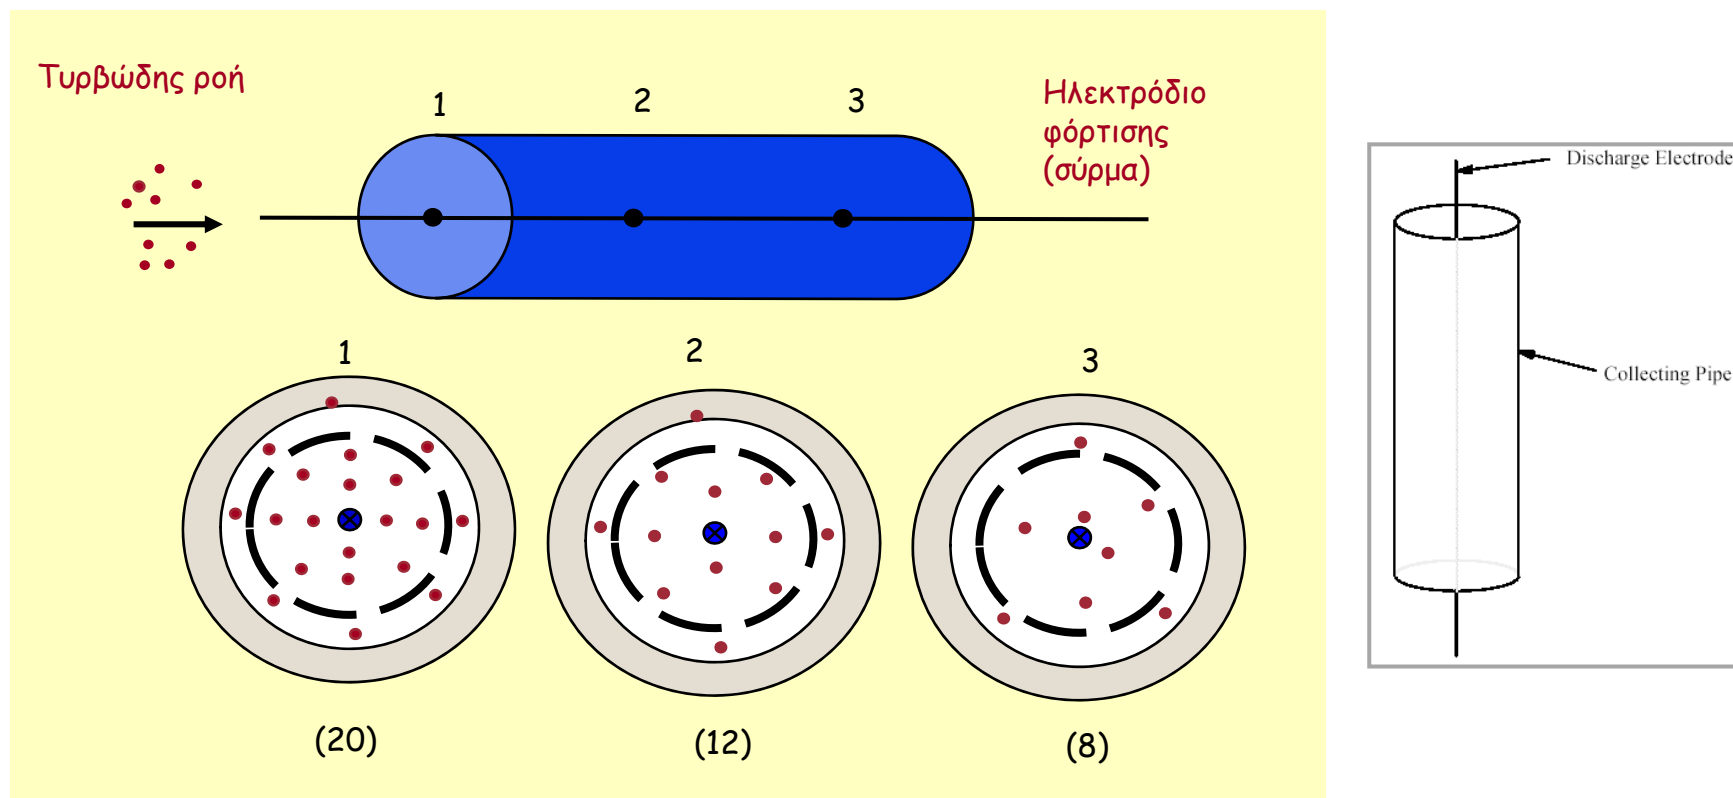 Τυρβώδης ροή
1
2
3
Ηλεκτρόδιο
φόρτισης
(σύρμα)
1
2
3
(20)
(12)
(8)
Discharge Electrode
Collecting Pipe